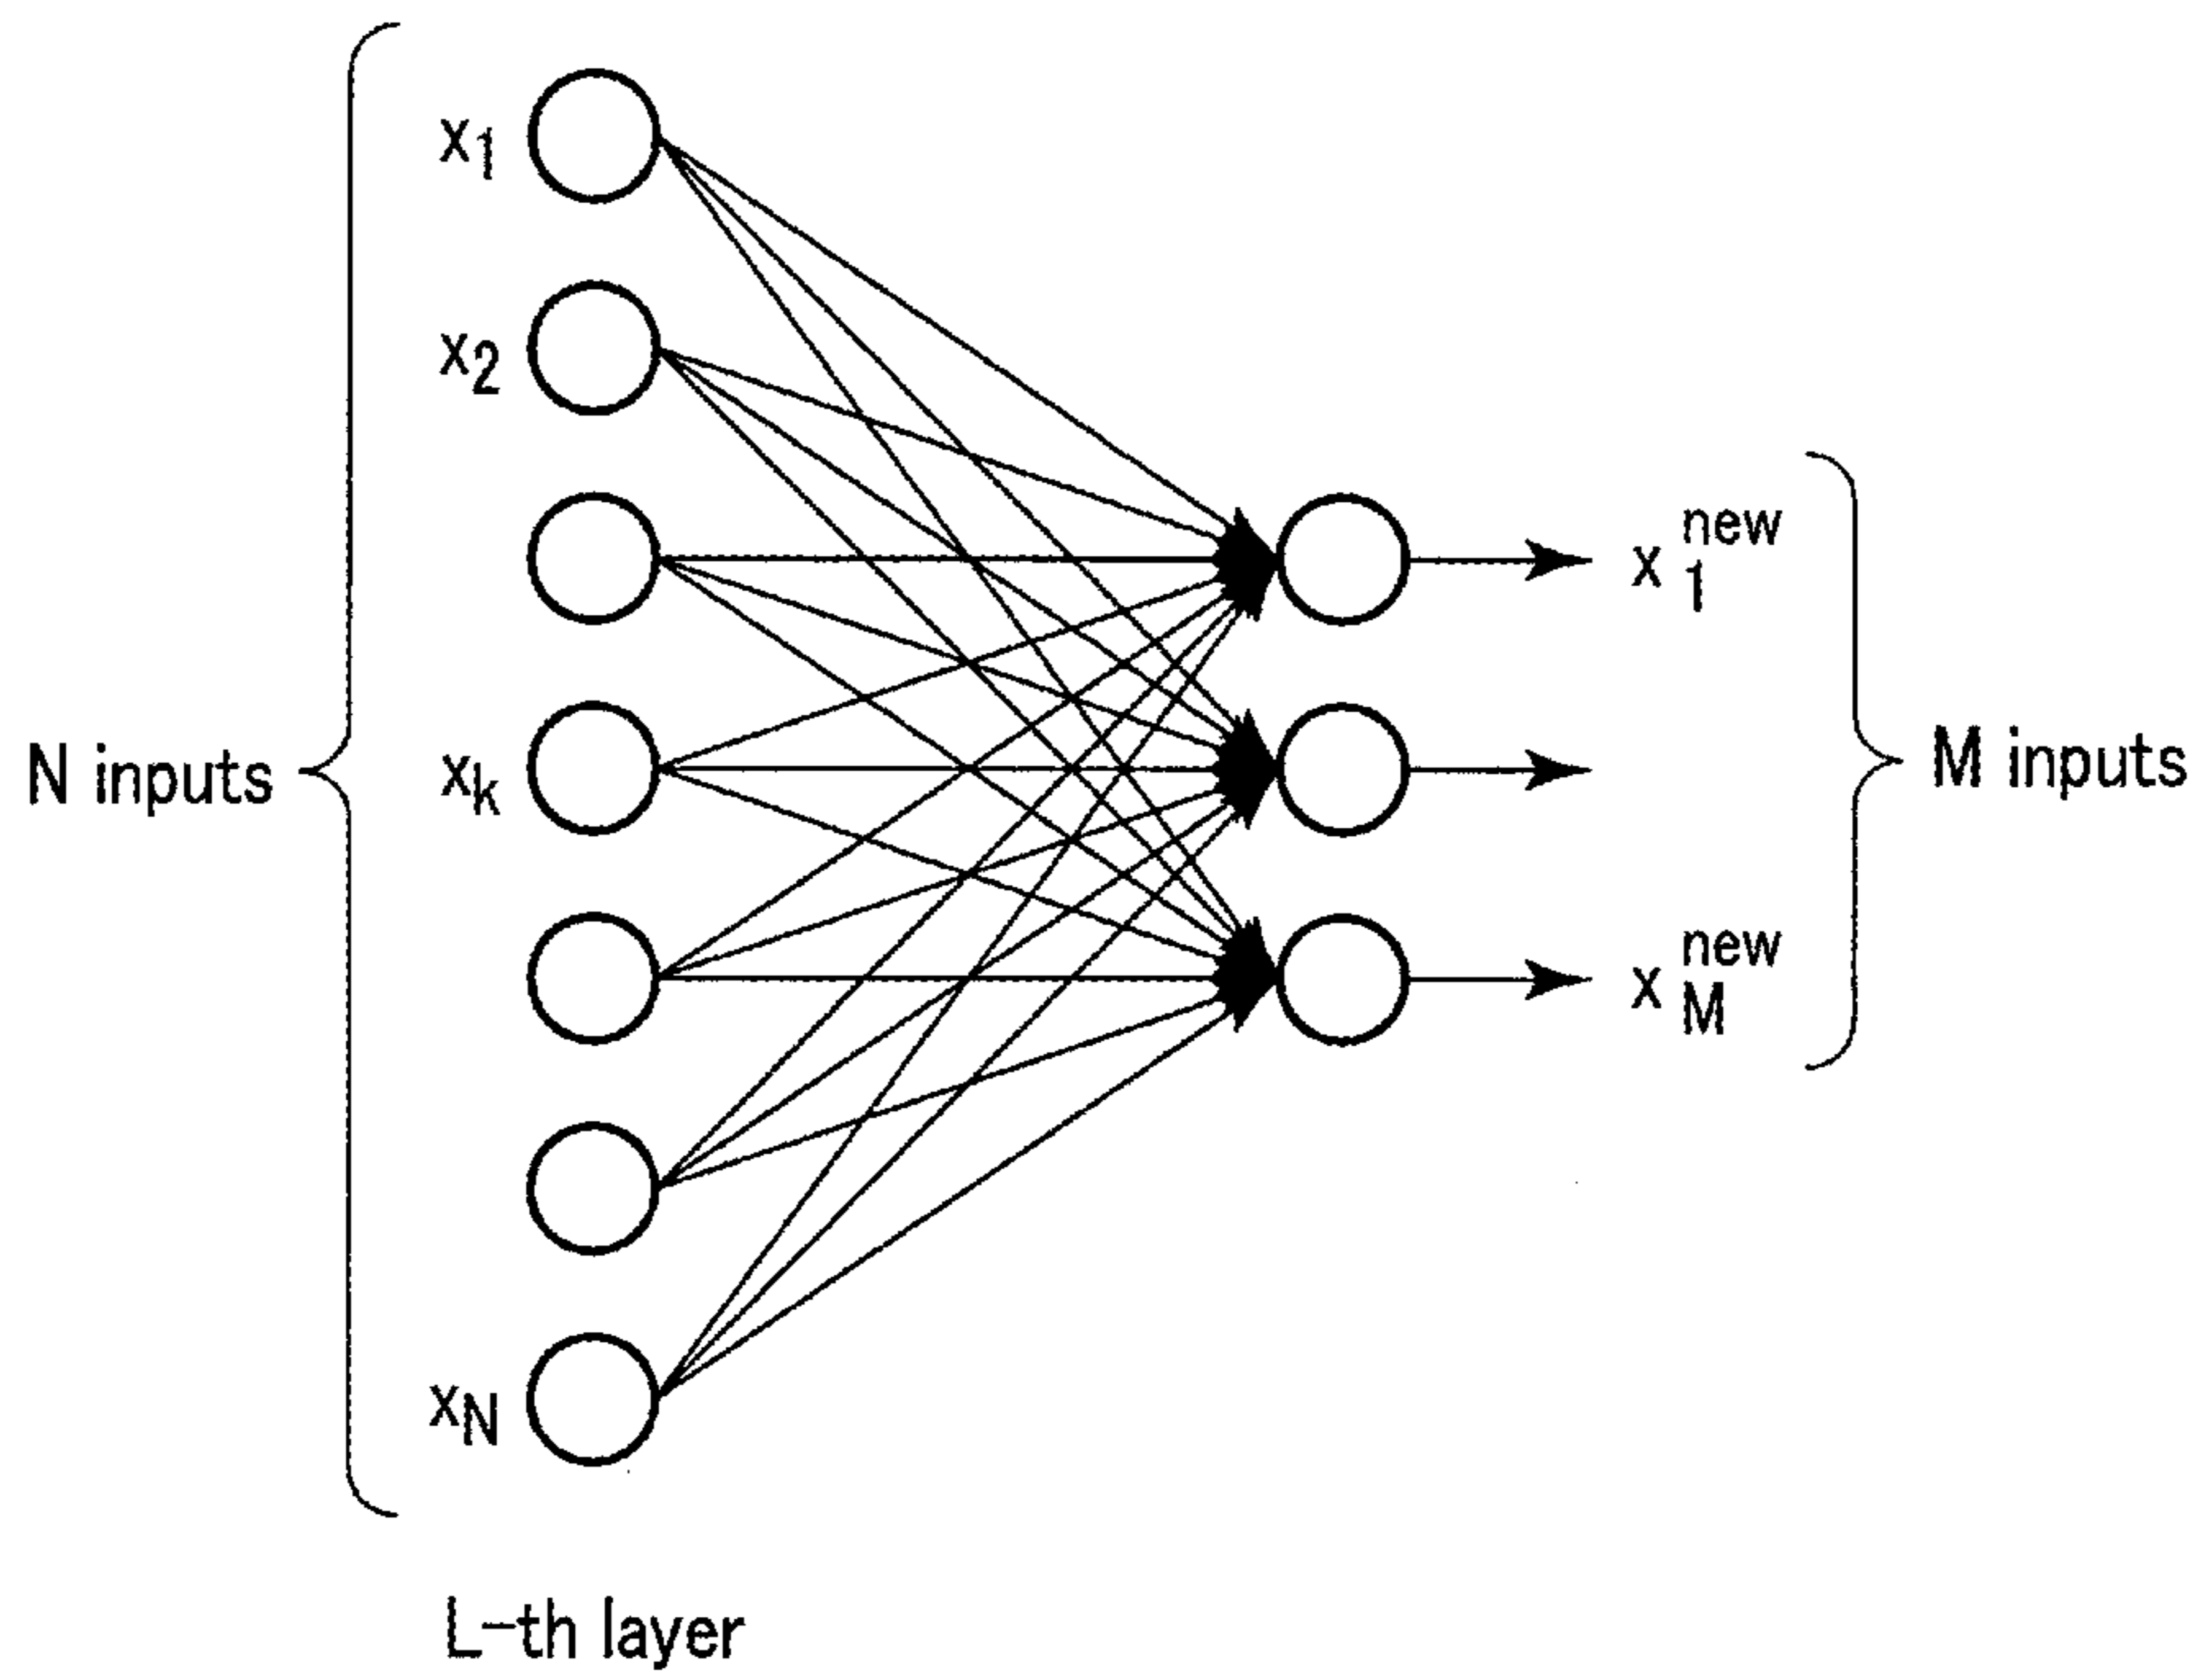 x1
x2
N inputs
xk
xN
L-th layer
x new 1
x new M
M inputs